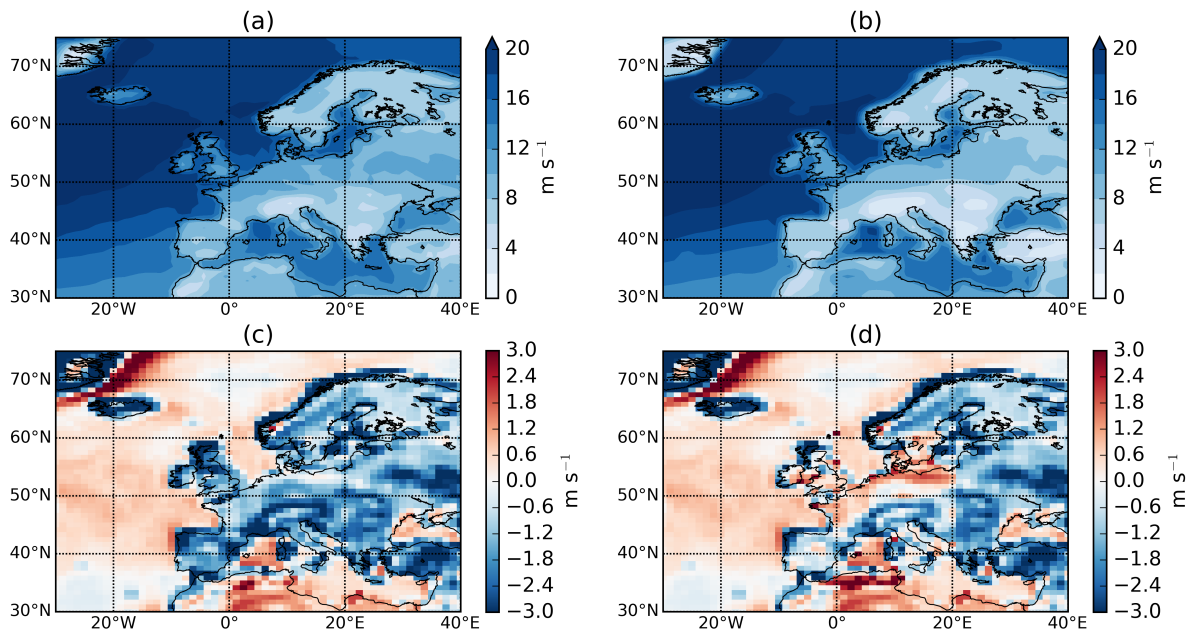 (a)
(b)
70°N
60°N
50°N
40°N
30°N
20°W
0°
20°E
40°E
20
16
12
8
4
0
m s⁻¹
70°N
60°N
50°N
40°N
30°N
20°W
0°
20°E
40°E
20
16
12
8
4
0
m s⁻¹
(c)
(d)
70°N
60°N
50°N
40°N
30°N
20°W
0°
20°E
40°E
3.0
2.4
1.8
1.2
0.6
0.0
−0.6
−1.2
−1.8
−2.4
−3.0
m s⁻¹
70°N
60°N
50°N
40°N
30°N
20°W
0°
20°E
40°E
3.0
2.4
1.8
1.2
0.6
0.0
−0.6
−1.2
−1.8
−2.4
−3.0
m s⁻¹